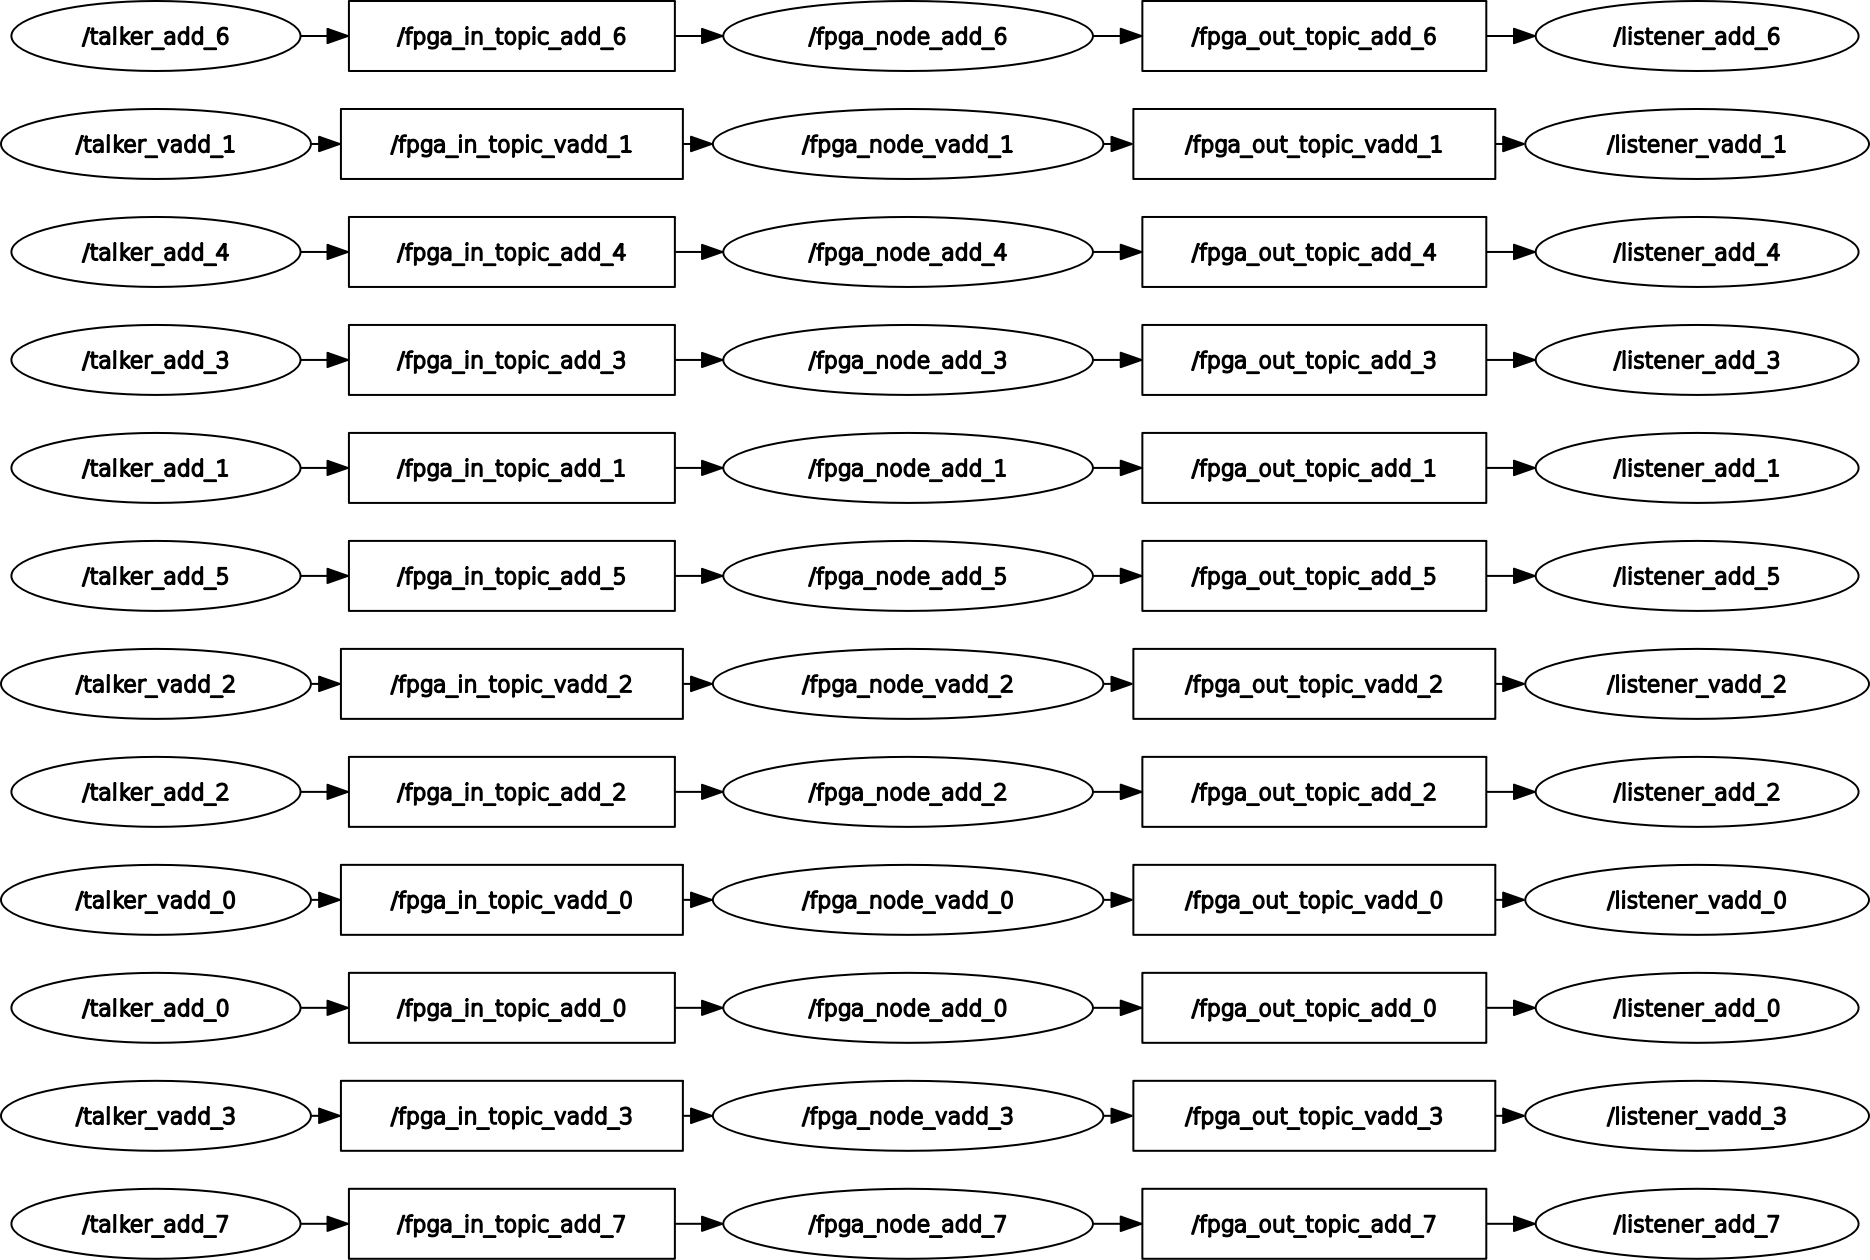 /talker_add_6 /fpga_in_topic_add_6 /fpga_node_add_6 /fpga_out_topic_add_6 /listener_add_6
/talker_vadd_1 /fpga_in_topic_vadd_1 /fpga_node_vadd_1 /fpga_out_topic_vadd_1 /listener_vadd_1
/talker_add_4 /fpga_in_topic_add_4 /fpga_node_add_4 /fpga_out_topic_add_4 /listener_add_4
/talker_add_3 /fpga_in_topic_add_3 /fpga_node_add_3 /fpga_out_topic_add_3 /listener_add_3
/talker_add_1 /fpga_in_topic_add_1 /fpga_node_add_1 /fpga_out_topic_add_1 /listener_add_1
/talker_add_5 /fpga_in_topic_add_5 /fpga_node_add_5 /fpga_out_topic_add_5 /listener_add_5
/talker_vadd_2 /fpga_in_topic_vadd_2 /fpga_node_vadd_2 /fpga_out_topic_vadd_2 /listener_vadd_2
/talker_add_2 /fpga_in_topic_add_2 /fpga_node_add_2 /fpga_out_topic_add_2 /listener_add_2
/talker_vadd_0 /fpga_in_topic_vadd_0 /fpga_node_vadd_0 /fpga_out_topic_vadd_0 /listener_vadd_0
/talker_add_0 /fpga_in_topic_add_0 /fpga_node_add_0 /fpga_out_topic_add_0 /listener_add_0
/talker_vadd_3 /fpga_in_topic_vadd_3 /fpga_node_vadd_3 /fpga_out_topic_vadd_3 /listener_vadd_3
/talker_add_7 /fpga_in_topic_add_7 /fpga_node_add_7 /fpga_out_topic_add_7 /listener_add_7